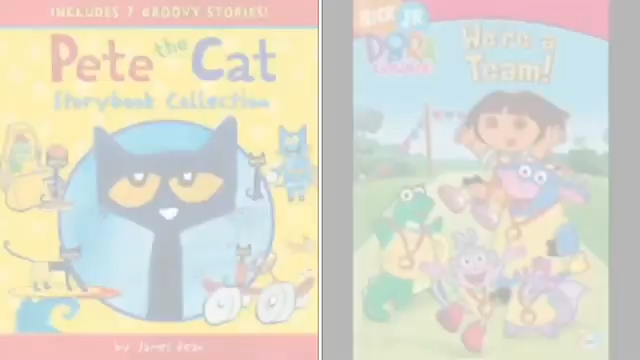 INCLUDES 7 GROOVY STORIES!
Pete the Cat
Storybook Collection
by James Dean
NICK JR
DORA
We're a
Team!